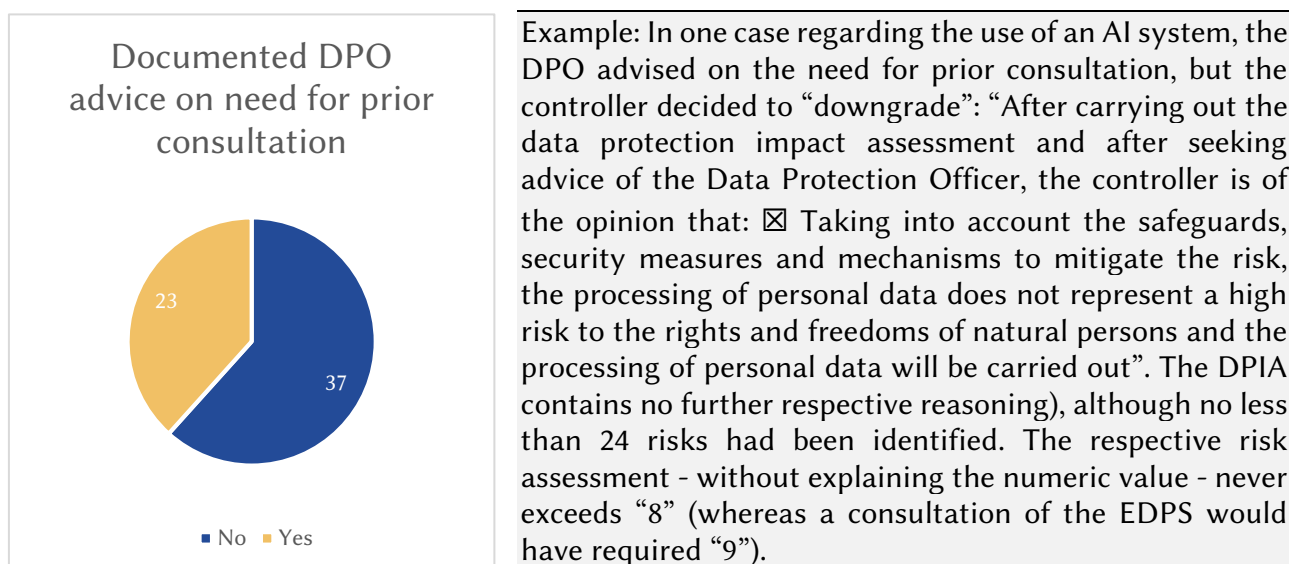 Documented DPO
advice on need for prior
consultation
23
37
No Yes
Example: In one case regarding the use of an AI system, the
DPO advised on the need for prior consultation, but the
controller decided to “downgrade”: “After carrying out the
data protection impact assessment and after seeking
advice of the Data Protection Officer, the controller is of
the opinion that: ☒ Taking into account the safeguards,
security measures and mechanisms to mitigate the risk,
the processing of personal data does not represent a high
risk to the rights and freedoms of natural persons and the
processing of personal data will be carried out”. The DPIA
contains no further respective reasoning), although no less
than 24 risks had been identified. The respective risk
assessment - without explaining the numeric value - never
exceeds “8” (whereas a consultation of the EDPS would
have required “9”).